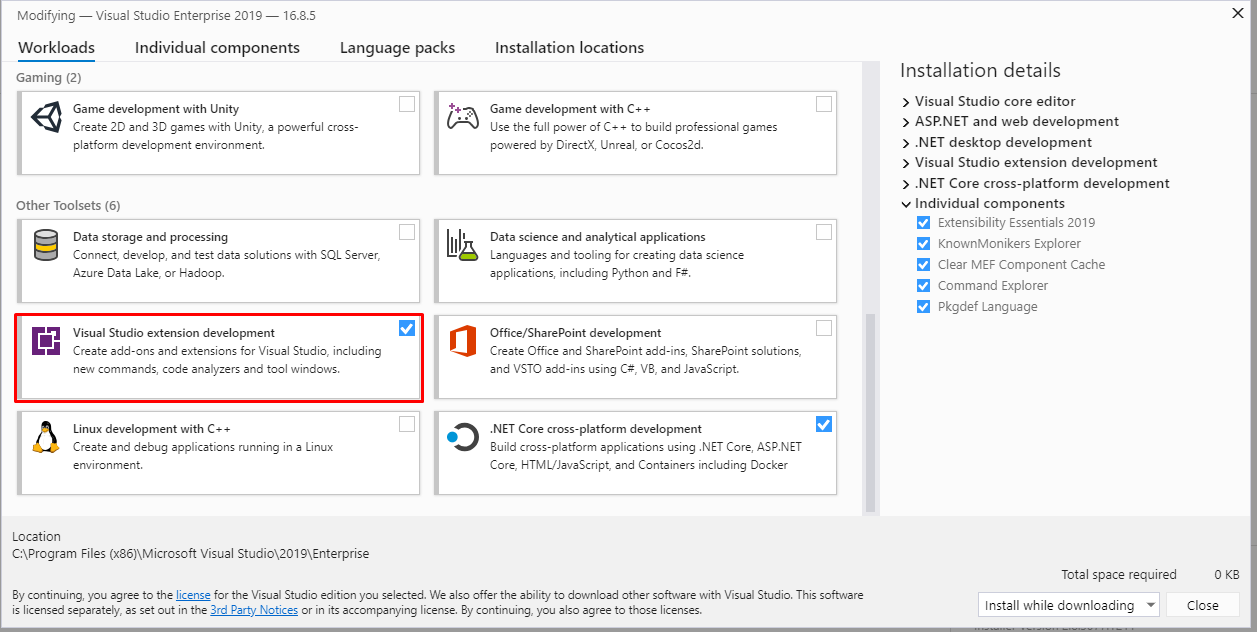 Modifying — Visual Studio Enterprise 2019 — 16.8.5
Workloads
Individual components
Language packs
Installation locations
Gaming (2)
Game development with Unity
Create 2D and 3D games with Unity, a powerful cross-
platform development environment.
Game development with C++
Use the full power of C++ to build professional games
powered by DirectX, Unreal, or Cocos2d.
Other Toolsets (6)
Data storage and processing
Connect, develop, and test data solutions with SQL Server,
Azure Data Lake, or Hadoop.
Data science and analytical applications
Languages and tooling for creating data science
applications, including Python and F#.
Visual Studio extension development
Create add-ons and extensions for Visual Studio, including
new commands, code analyzers and tool windows.
Office/SharePoint development
Create Office and SharePoint add-ins, SharePoint solutions,
and VSTO add-ins using C#, VB, and JavaScript.
Linux development with C++
Create and debug applications running in a Linux
environment.
.NET Core cross-platform development
Build cross-platform applications using .NET Core, ASP.NET
Core, HTML/JavaScript, and Containers including Docker
Installation details
Visual Studio core editor
ASP.NET and web development
.NET desktop development
Visual Studio extension development
.NET Core cross-platform development
Individual components
Extensibility Essentials 2019
KnownMonikers Explorer
Clear MEF Component Cache
Command Explorer
Pkgdef Language
Location
C:\Program Files (x86)\Microsoft Visual Studio\2019\Enterprise
Total space required 0 KB
By continuing, you agree to the license for the Visual Studio edition you selected. We also offer the ability to download other software with Visual Studio. This software
is licensed separately, as set out in the 3rd Party Notices or in its accompanying license. By continuing, you also agree to those licenses.
Install while downloading
Close